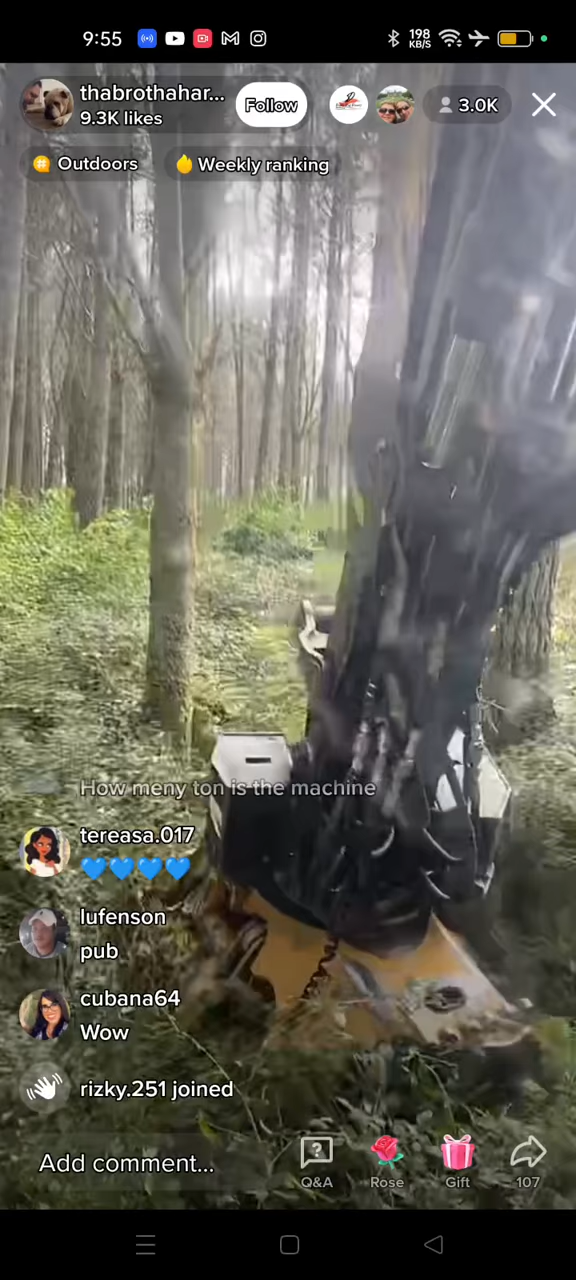 9:55
198
KB/S
thabrothahar...
9.3K likes
Follow
3.0K
Outdoors
Weekly ranking
How meny ton is the machine
tereasa.017
💙💙💙💙
lufenson
pub
cubana64
Wow
rizky.251 joined
Add comment...
Q&A
Rose
Gift
107